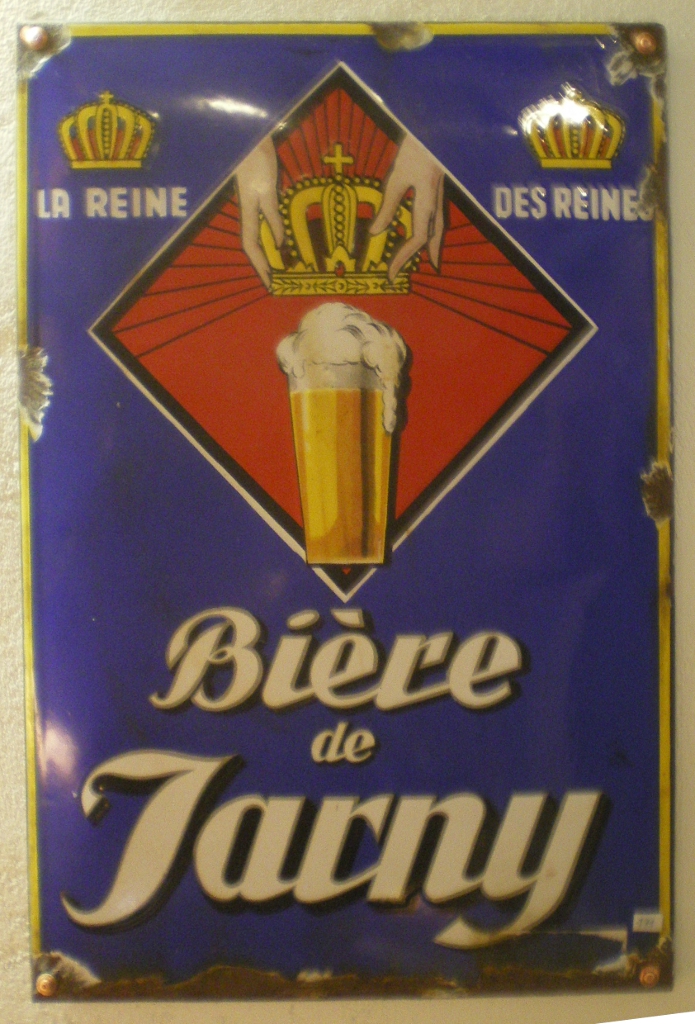 LA REINE
DES REINES
Bière
de
Jarny